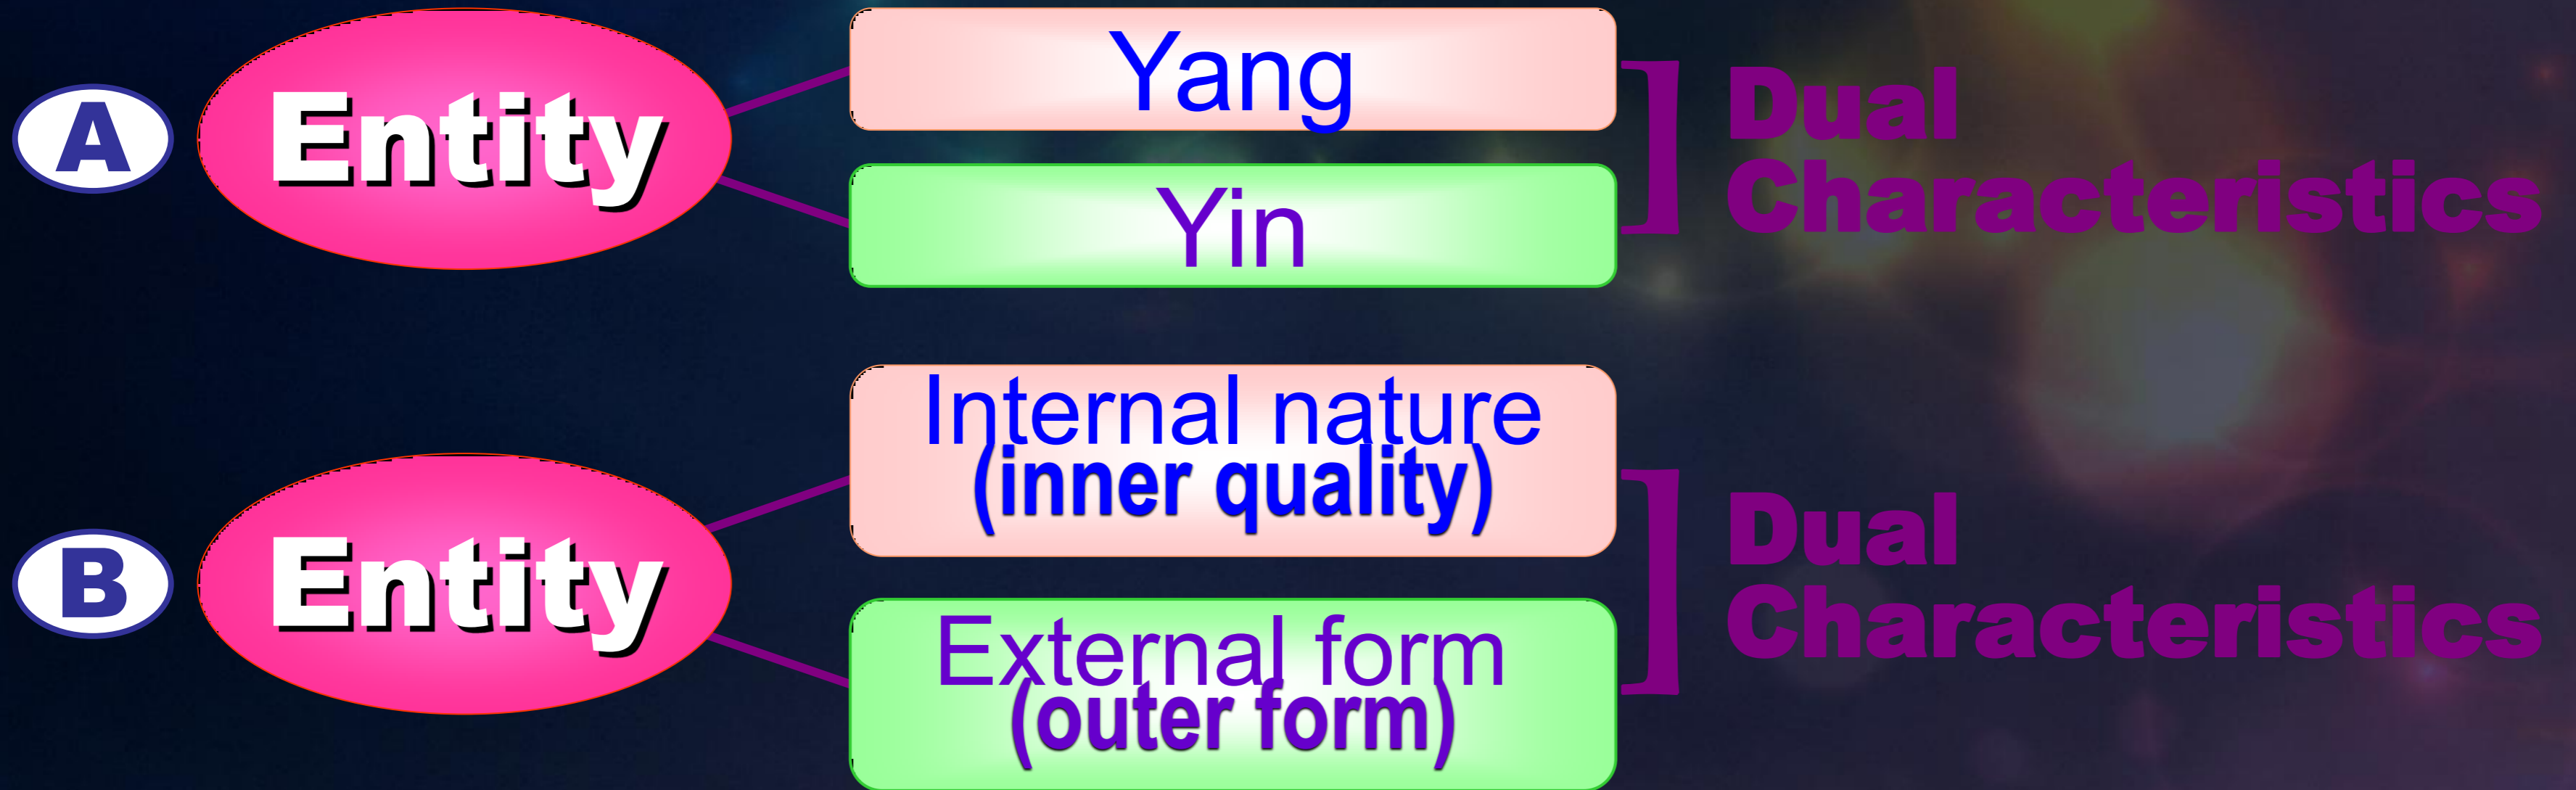 A
Entity
Yang
Yin
Dual
Characteristics
B
Entity
Internal nature
(inner quality)
External form
(outer form)
Dual
Characteristics